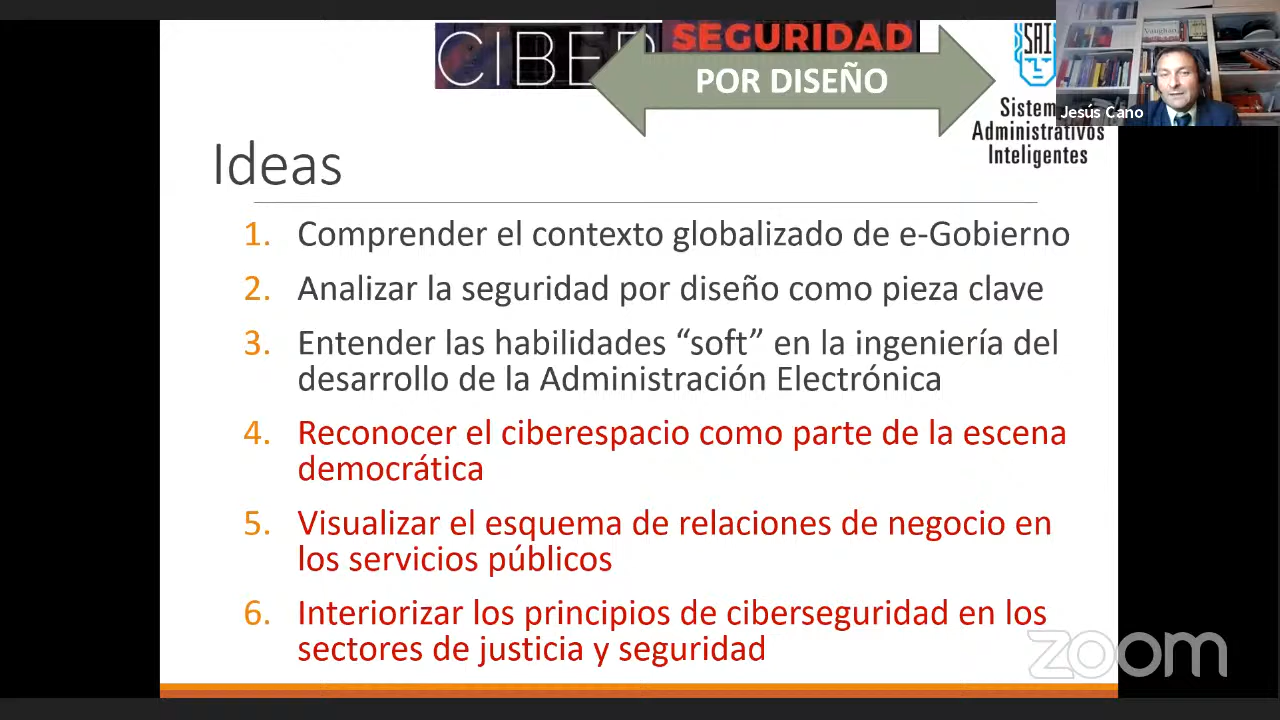 CIBER
SEGURIDAD
POR DISEÑO
SAI
Jesús Cano
Administrativos
Inteligentes
Ideas
1. Comprender el contexto globalizado de e-Gobierno
2. Analizar la seguridad por diseño como pieza clave
3. Entender las habilidades “soft” en la ingeniería del
desarrollo de la Administración Electrónica
4. Reconocer el ciberespacio como parte de la escena
democrática
5. Visualizar el esquema de relaciones de negocio en
los servicios públicos
6. Interiorizar los principios de ciberseguridad en los
sectores de justicia y seguridad
zoom